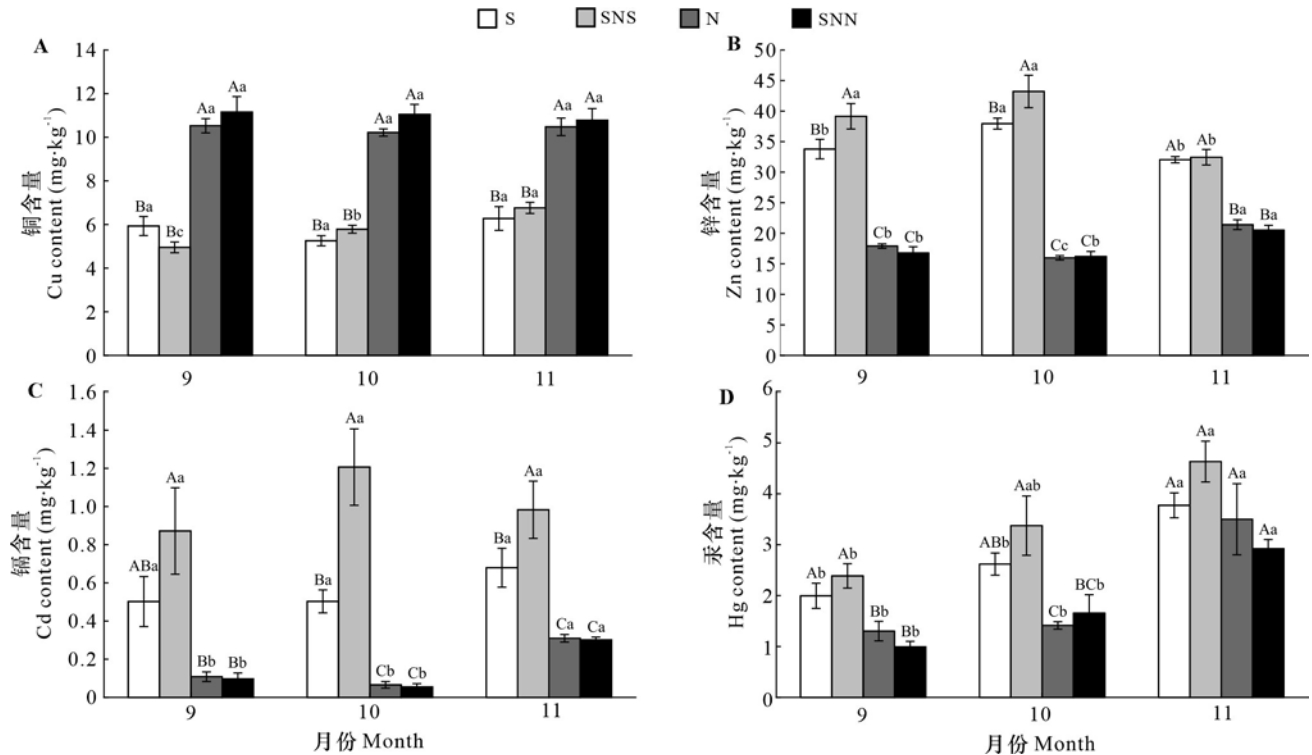 S SNS N SNN
A
铜含量
Cu content (mg·kg⁻¹)
14
12
10
8
6
4
2
0
Ba Bc Aa Aa
Ba Bb Aa Aa
Ba Ba Aa Aa
9 10 11
B
锌含量
Zn content (mg·kg⁻¹)
50
45
40
35
30
25
20
15
10
5
0
Bb Aa Cb Cb
Ba Aa Cc Cb
Ab Ab Ba Ba
9 10 11
C
镉含量
Cd content (mg·kg⁻¹)
1.6
1.4
1.2
1.0
0.8
0.6
0.4
0.2
0
ABa Aa Bb Bb
Ba Aa Cb Cb
Ba Aa Ca Ca
9 10 11
月份 Month
D
汞含量
Hg content (mg·kg⁻¹)
6
5
4
3
2
1
0
Ab Ab Bb Bb
ABb Aab Cb BCb
Aa Aa Aa Aa
9 10 11
月份 Month